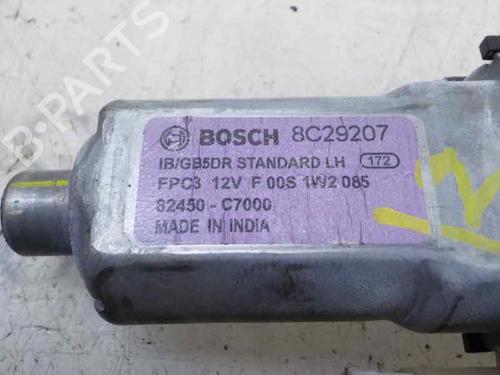 BOSCH 8C29207
IB/GB5DR STANDARD LH 172
FPC3 12V F 00S 1W2 085
82450 - C7000
MADE IN INDIA
B-PARTS